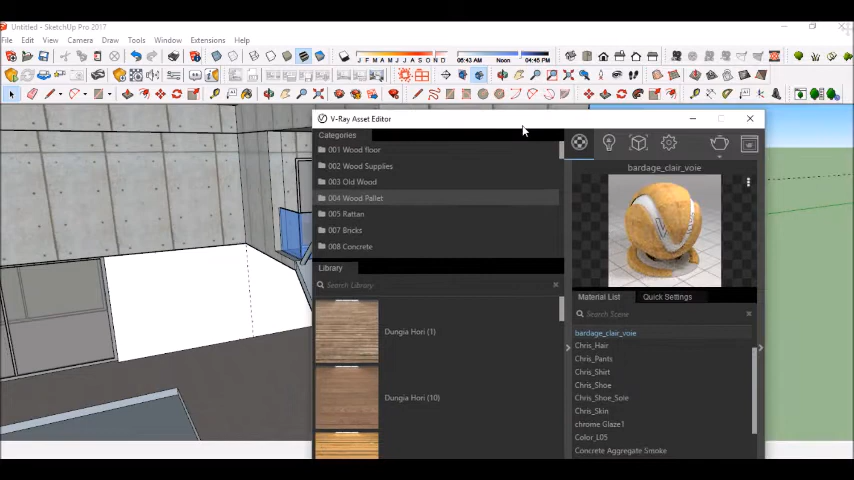 Untitled - SketchUp Pro 2017
File Edit View Camera Draw Tools Window Extensions Help
J F M A M J J A S O N D
06:43 AM Noon 04:45 PM
V-Ray Asset Editor
Categories
001 Wood floor
002 Wood Supplies
003 Old Wood
004 Wood Pallet
005 Rattan
007 Bricks
008 Concrete
Library
Search Library
Dungia Hori (1)
Dungia Hori (10)
bardage_clair_voie
Material List Quick Settings
Search Scene
bardage_clair_voie
Chris_Hair
Chris_Pants
Chris_Shirt
Chris_Shoe
Chris_Shoe_Sole
Chris_Skin
chrome Glaze1
Color_L05
Concrete Aggregate Smoke